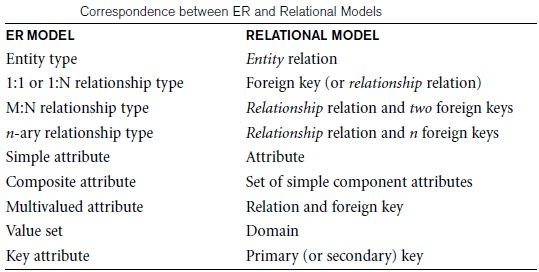 Correspondence between ER and Relational Models
ER MODEL RELATIONAL MODEL
Entity type Entity relation
1:1 or 1:N relationship type Foreign key (or relationship relation)
M:N relationship type Relationship relation and two foreign keys
n-ary relationship type Relationship relation and n foreign keys
Simple attribute Attribute
Composite attribute Set of simple component attributes
Multivalued attribute Relation and foreign key
Value set Domain
Key attribute Primary (or secondary) key